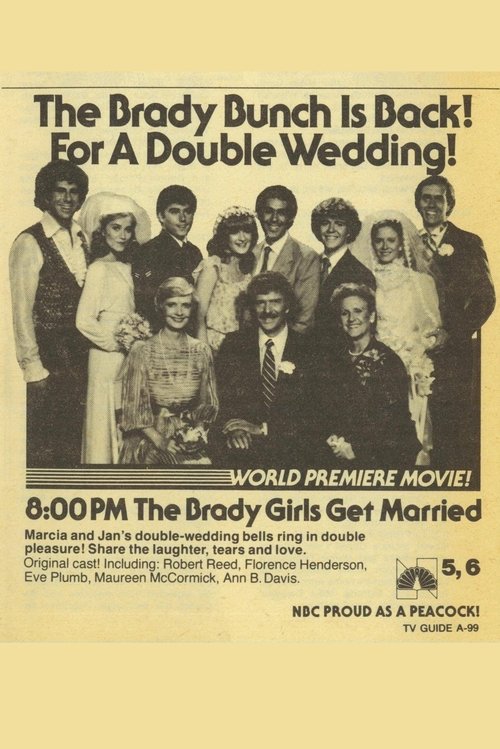 The Brady Bunch Is Back!
For A Double Wedding!
WORLD PREMIERE MOVIE!
8:00PM The Brady Girls Get Married
Marcia and Jan's double-wedding bells ring in double
pleasure! Share the laughter, tears and love.
Original cast! Including: Robert Reed, Florence Henderson,
Eve Plumb, Maureen McCormick, Ann B. Davis.
5, 6
NBC PROUD AS A PEACOCK!
TV GUIDE A-99